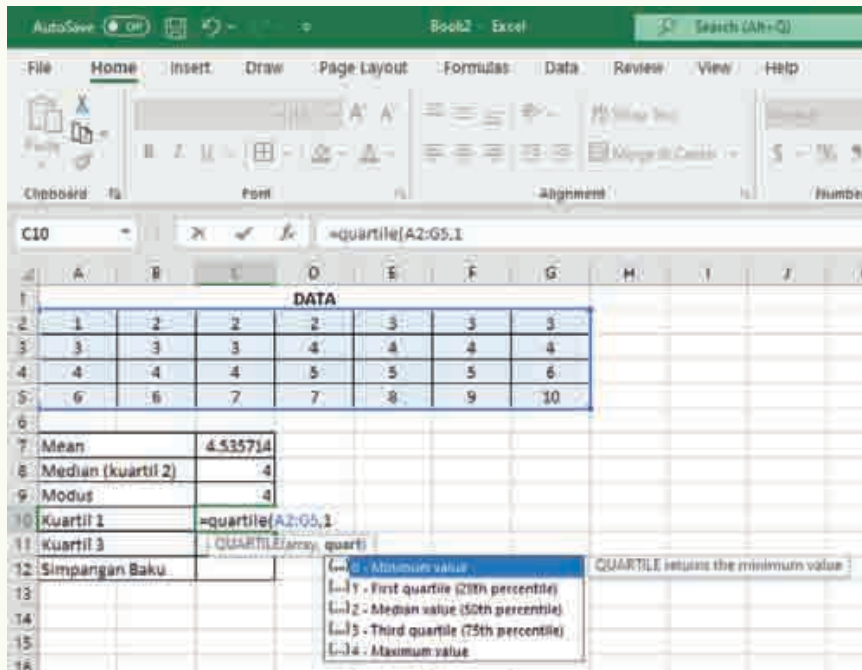 AutoSave Off Book2 - Excel Search (Alt+Q)
File Home Insert Draw Page Layout Formulas Data Review View Help
Paste Wrap Text
B I U Merge & Center $ - %
Clipboard Font Alignment Number
C10 fx =quartile(A2:G5,1
A B C D E F G H I J
1 DATA
2 1 2 2 2 3 3 3
3 3 3 3 4 4 4 4
4 4 4 4 5 5 5 6
5 6 6 7 7 8 9 10
6
7 Mean 4.535714
8 Median (kuartil 2) 4
9 Modus 4
10 Kuartil 1 =quartile(A2:G5,1
11 Kuartil 3 QUARTILE(array, quart)
12 Simpangan Baku (...)0 - Minimum value QUARTILE returns the minimum value
13 (...)1 - First quartile (25th percentile)
14 (...)2 - Median value (50th percentile)
15 (...)3 - Third quartile (75th percentile)
16 (...)4 - Maximum value